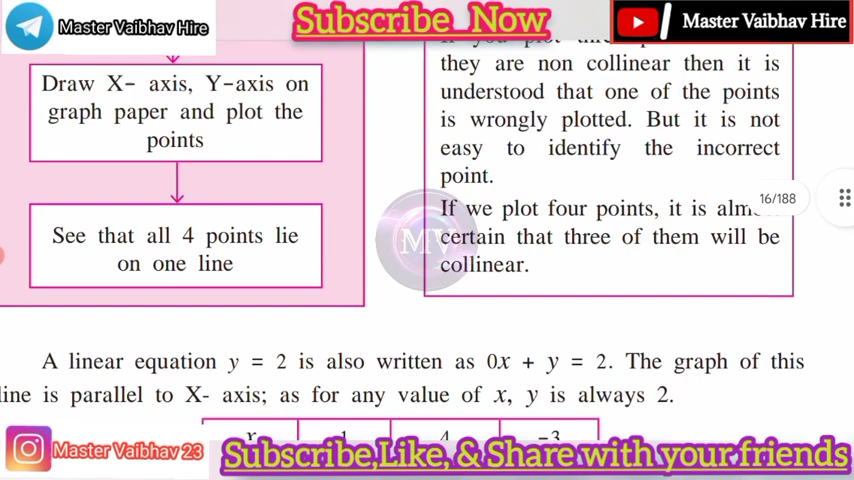 Master Vaibhav Hire
Subscribe Now
Master Vaibhav Hire
Draw X- axis, Y-axis on
graph paper and plot the
points
See that all 4 points lie
on one line
they are non collinear then it is
understood that one of the points
is wrongly plotted. But it is not
easy to identify the incorrect
point.
If we plot four points, it is
certain that three of them will be
collinear.
16/188
MV
A linear equation y = 2 is also written as 0x + y = 2. The graph of this
line is parallel to X- axis; as for any value of x, y is always 2.
x 1 4 -3
Master Vaibhav 23
Subscribe,Like, & Share with your friends